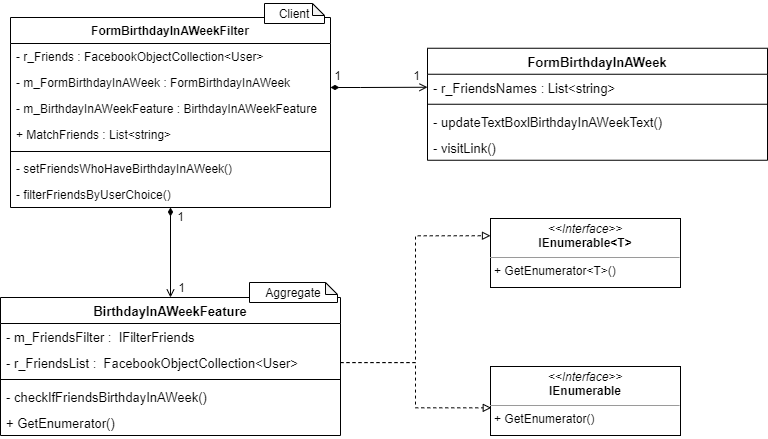 Client
FormBirthdayInAWeekFilter
- r_Friends : FacebookObjectCollection<User>
- m_FormBirthdayInAWeek : FormBirthdayInAWeek
- m_BirthdayInAWeekFeature : BirthdayInAWeekFeature
+ MatchFriends : List<string>
- setFriendsWhoHaveBirthdayInAWeek()
- filterFriendsByUserChoice()
1
1
FormBirthdayInAWeek
- r_FriendsNames : List<string>
- updateTextBoxlBirthdayInAWeekText()
- visitLink()
1
1
Aggregate
BirthdayInAWeekFeature
- m_FriendsFilter : IFilterFriends
- r_FriendsList : FacebookObjectCollection<User>
- checkIfFriendsBirthdayInAWeek()
+ GetEnumerator()
<<Interface>>
IEnumerable<T>
+ GetEnumerator<T>()
<<Interface>>
IEnumerable
+ GetEnumerator()